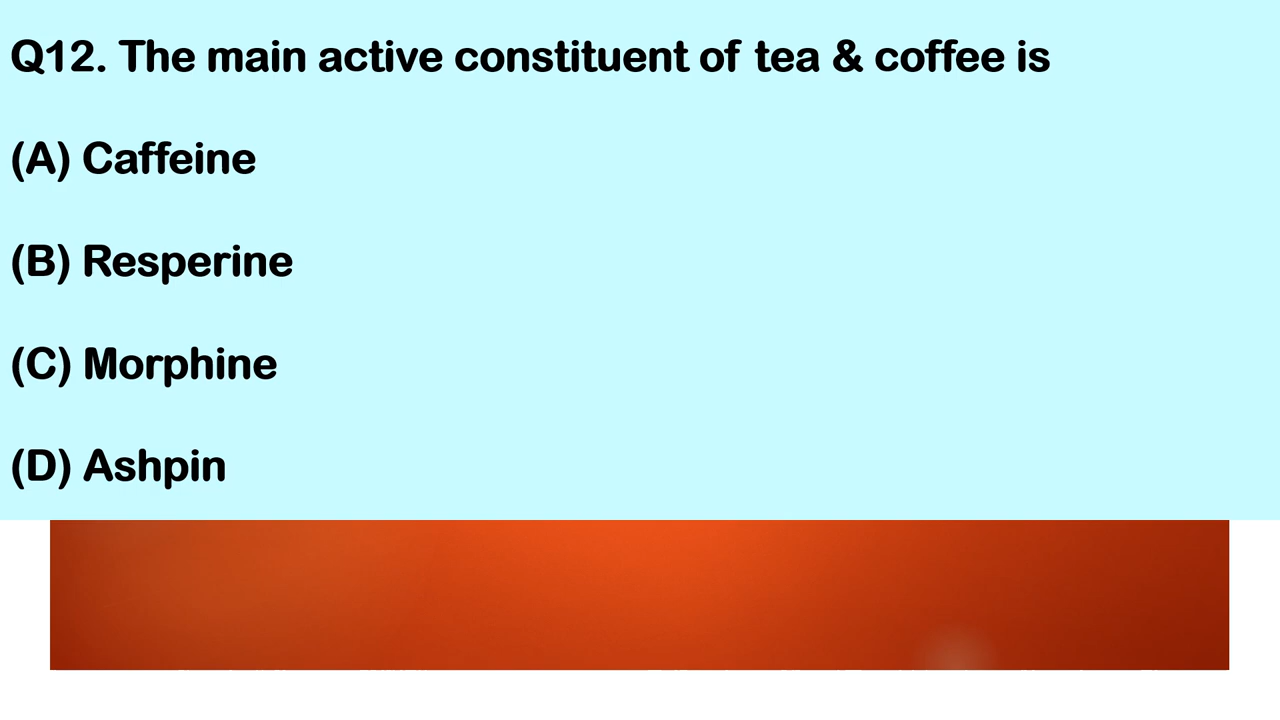 Q12. The main active constituent of tea & coffee is
(A) Caffeine
(B) Resperine
(C) Morphine
(D) Ashpin